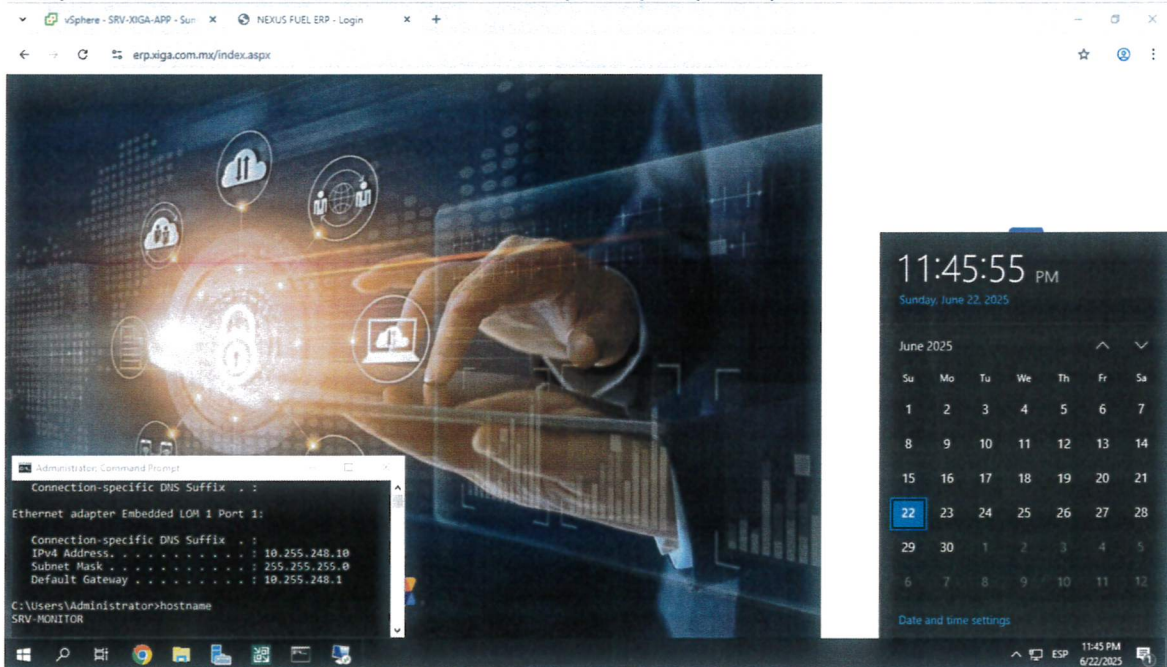 vSphere - SRV-XIGA-APP - Sun
NEXUS FUEL ERP - Login
erp.xiga.com.mx/index.aspx
Administrator: Command Prompt
Connection-specific DNS Suffix . :
Ethernet adapter Embedded LOM 1 Port 1:
Connection-specific DNS Suffix . :
IPv4 Address. . . . . . . . . . . : 10.255.248.10
Subnet Mask . . . . . . . . . . . : 255.255.255.0
Default Gateway . . . . . . . . . : 10.255.248.1
C:\Users\Administrator>hostname
SRV-MONITOR
11:45:55 PM
Sunday, June 22, 2025
June 2025
Su Mo Tu We Th Fr Sa
1 2 3 4 5 6 7
8 9 10 11 12 13 14
15 16 17 18 19 20 21
22 23 24 25 26 27 28
29 30 1 2 3 4 5
6 7 8 9 10 11 12
Date and time settings
ESP
11:45 PM
6/22/2025